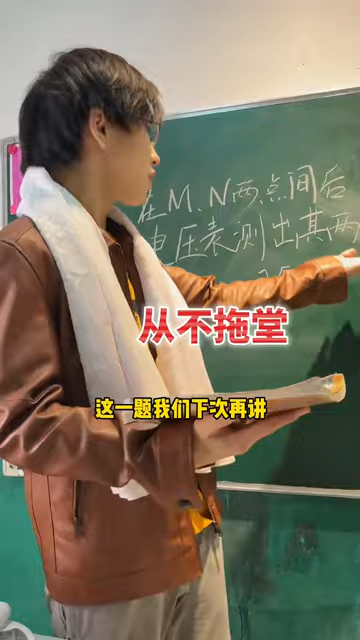 在M、N两点间后
电压表测出其两
从不拖堂
这一题我们下次再讲